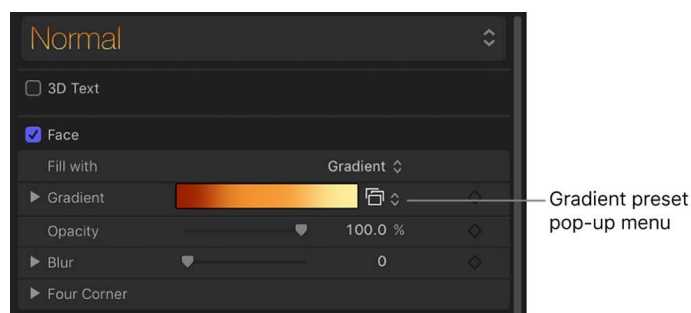 Normal
3D Text
Face
Fill with Gradient
Gradient
Gradient preset
pop-up menu
Opacity 100.0 %
Blur 0
Four Corner